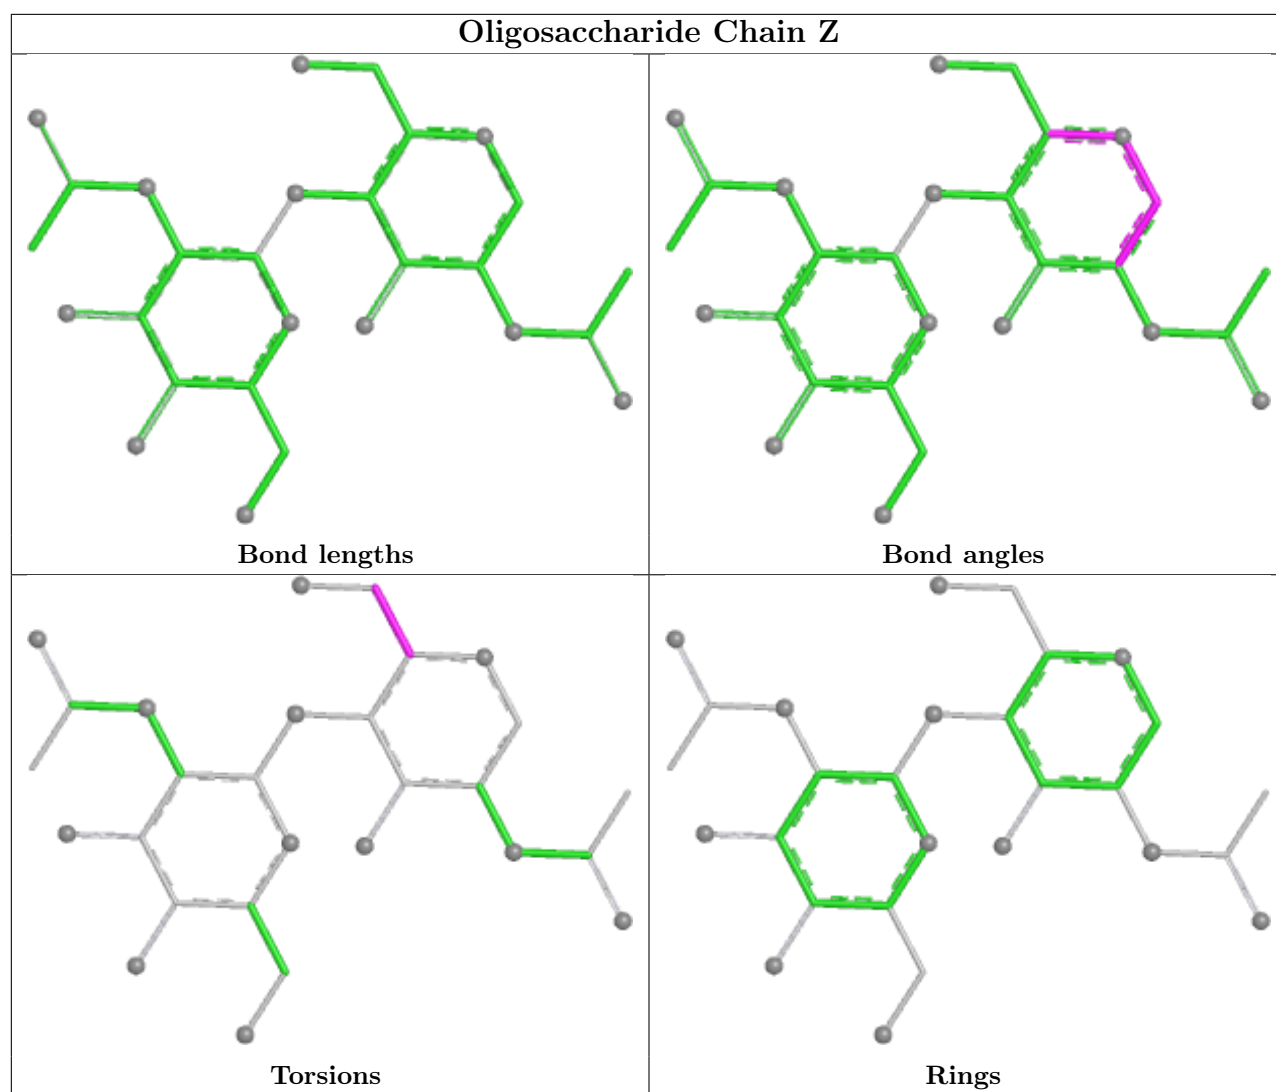 Oligosaccharide Chain Z
Bond lengths
Bond angles
Torsions
Rings